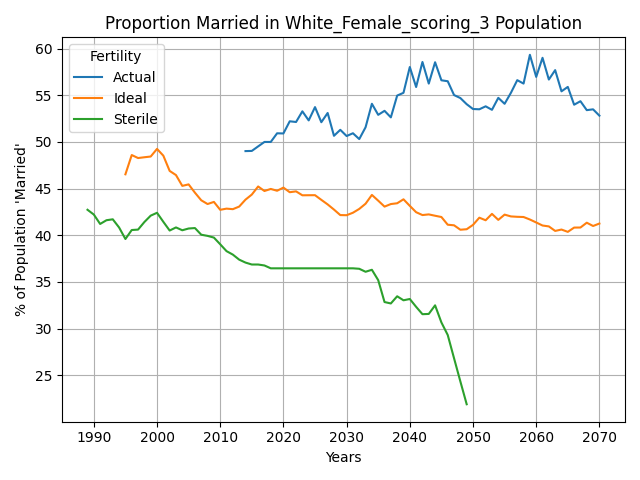 Proportion Married in White_Female_scoring_3 Population
% of Population 'Married'
Fertility
Actual
Ideal
Sterile
60
55
50
45
40
35
30
25
1990 2000 2010 2020 2030 2040 2050 2060 2070
Years